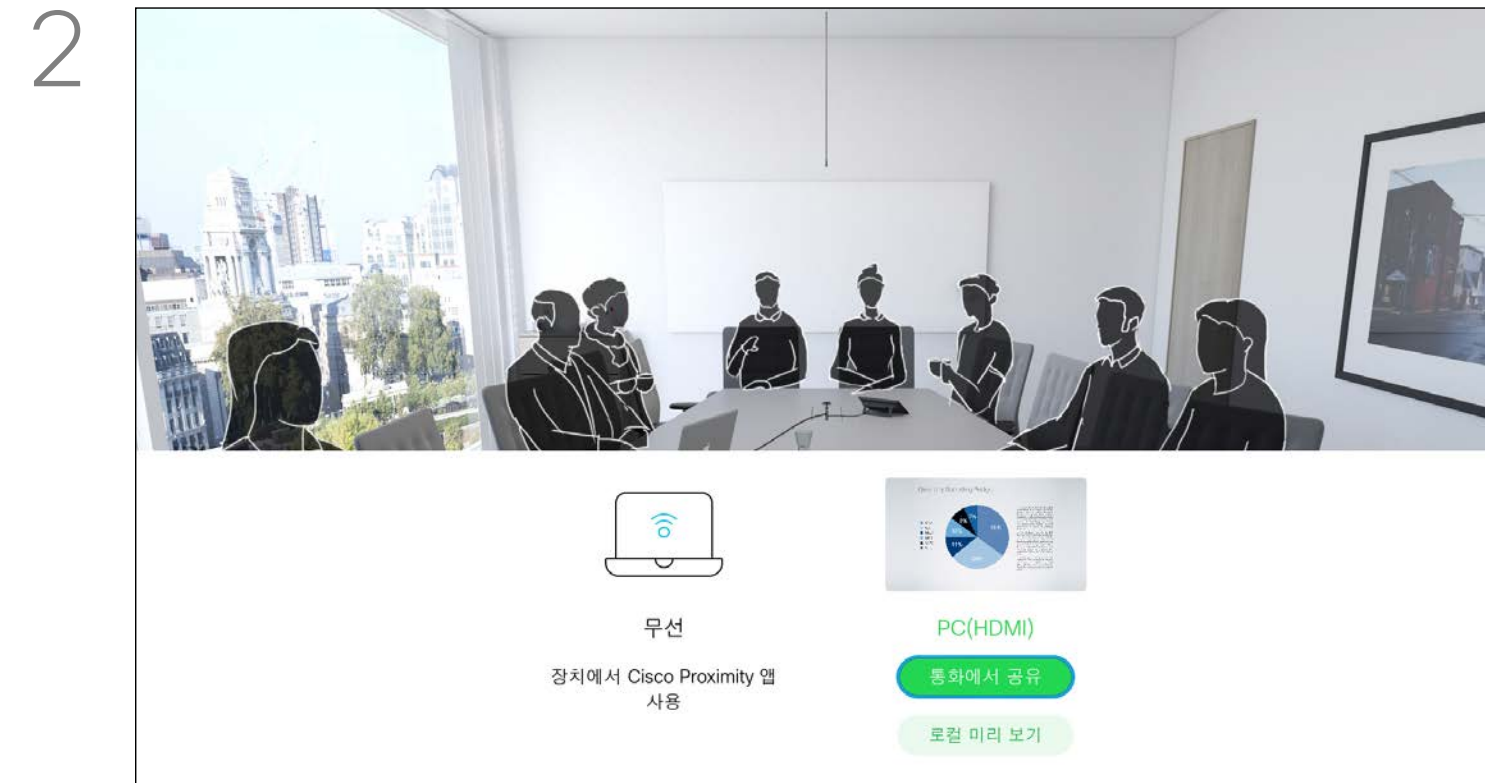 2
무선
장치에서 Cisco Proximity 앱
사용
PC(HDMI)
통화에서 공유
로컬 미리 보기